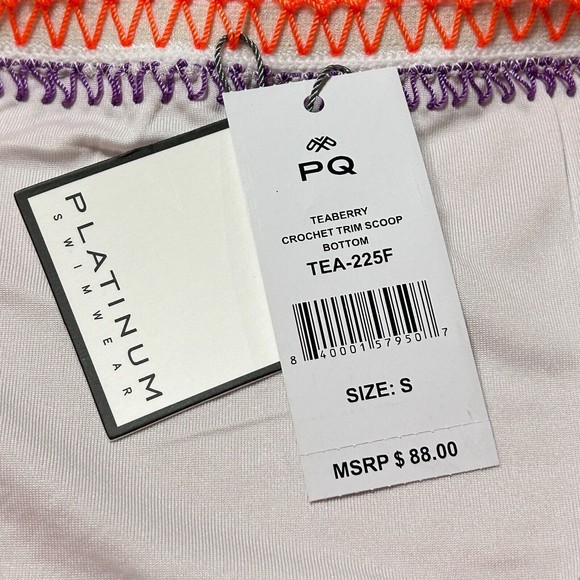 PLATINUM
SWIMWEAR
PQ
TEABERRY
CROCHET TRIM SCOOP
BOTTOM
TEA-225F
8 40001 57950 7
SIZE: S
MSRP $ 88.00